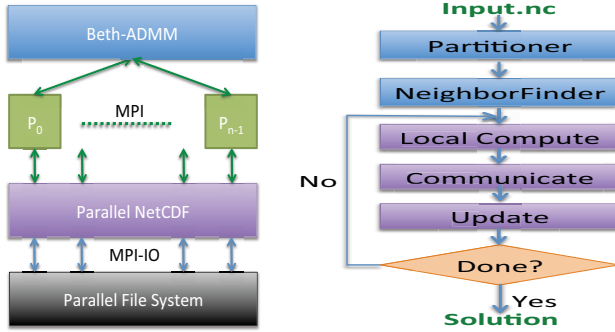 Beth-ADMM
MPI
P0
Pn-1
Parallel NetCDF
MPI-IO
Parallel File System
Input.nc
Partitioner
NeighborFinder
Local Compute
No
Communicate
Update
Done?
Yes
Solution